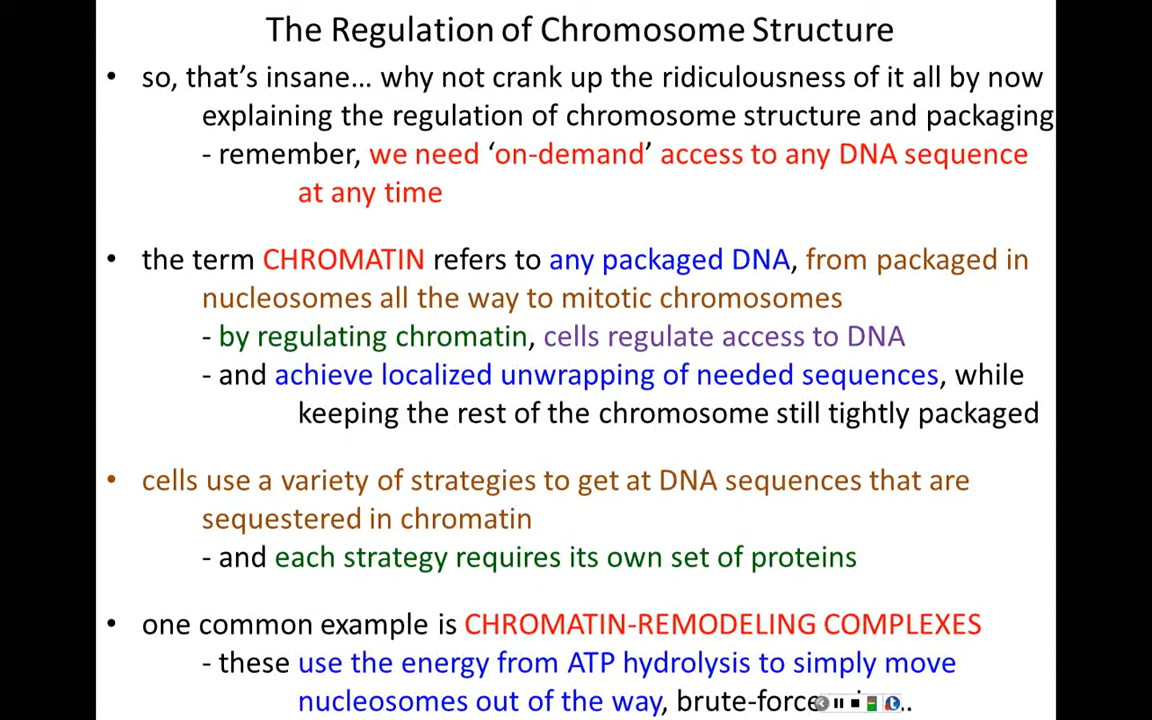 The Regulation of Chromosome Structure
• so, that's insane… why not crank up the ridiculousness of it all by now
explaining the regulation of chromosome structure and packaging
- remember, we need 'on-demand' access to any DNA sequence
at any time
• the term CHROMATIN refers to any packaged DNA, from packaged in
nucleosomes all the way to mitotic chromosomes
- by regulating chromatin, cells regulate access to DNA
- and achieve localized unwrapping of needed sequences, while
keeping the rest of the chromosome still tightly packaged
• cells use a variety of strategies to get at DNA sequences that are
sequestered in chromatin
- and each strategy requires its own set of proteins
• one common example is CHROMATIN-REMODELING COMPLEXES
- these use the energy from ATP hydrolysis to simply move
nucleosomes out of the way, brute-force